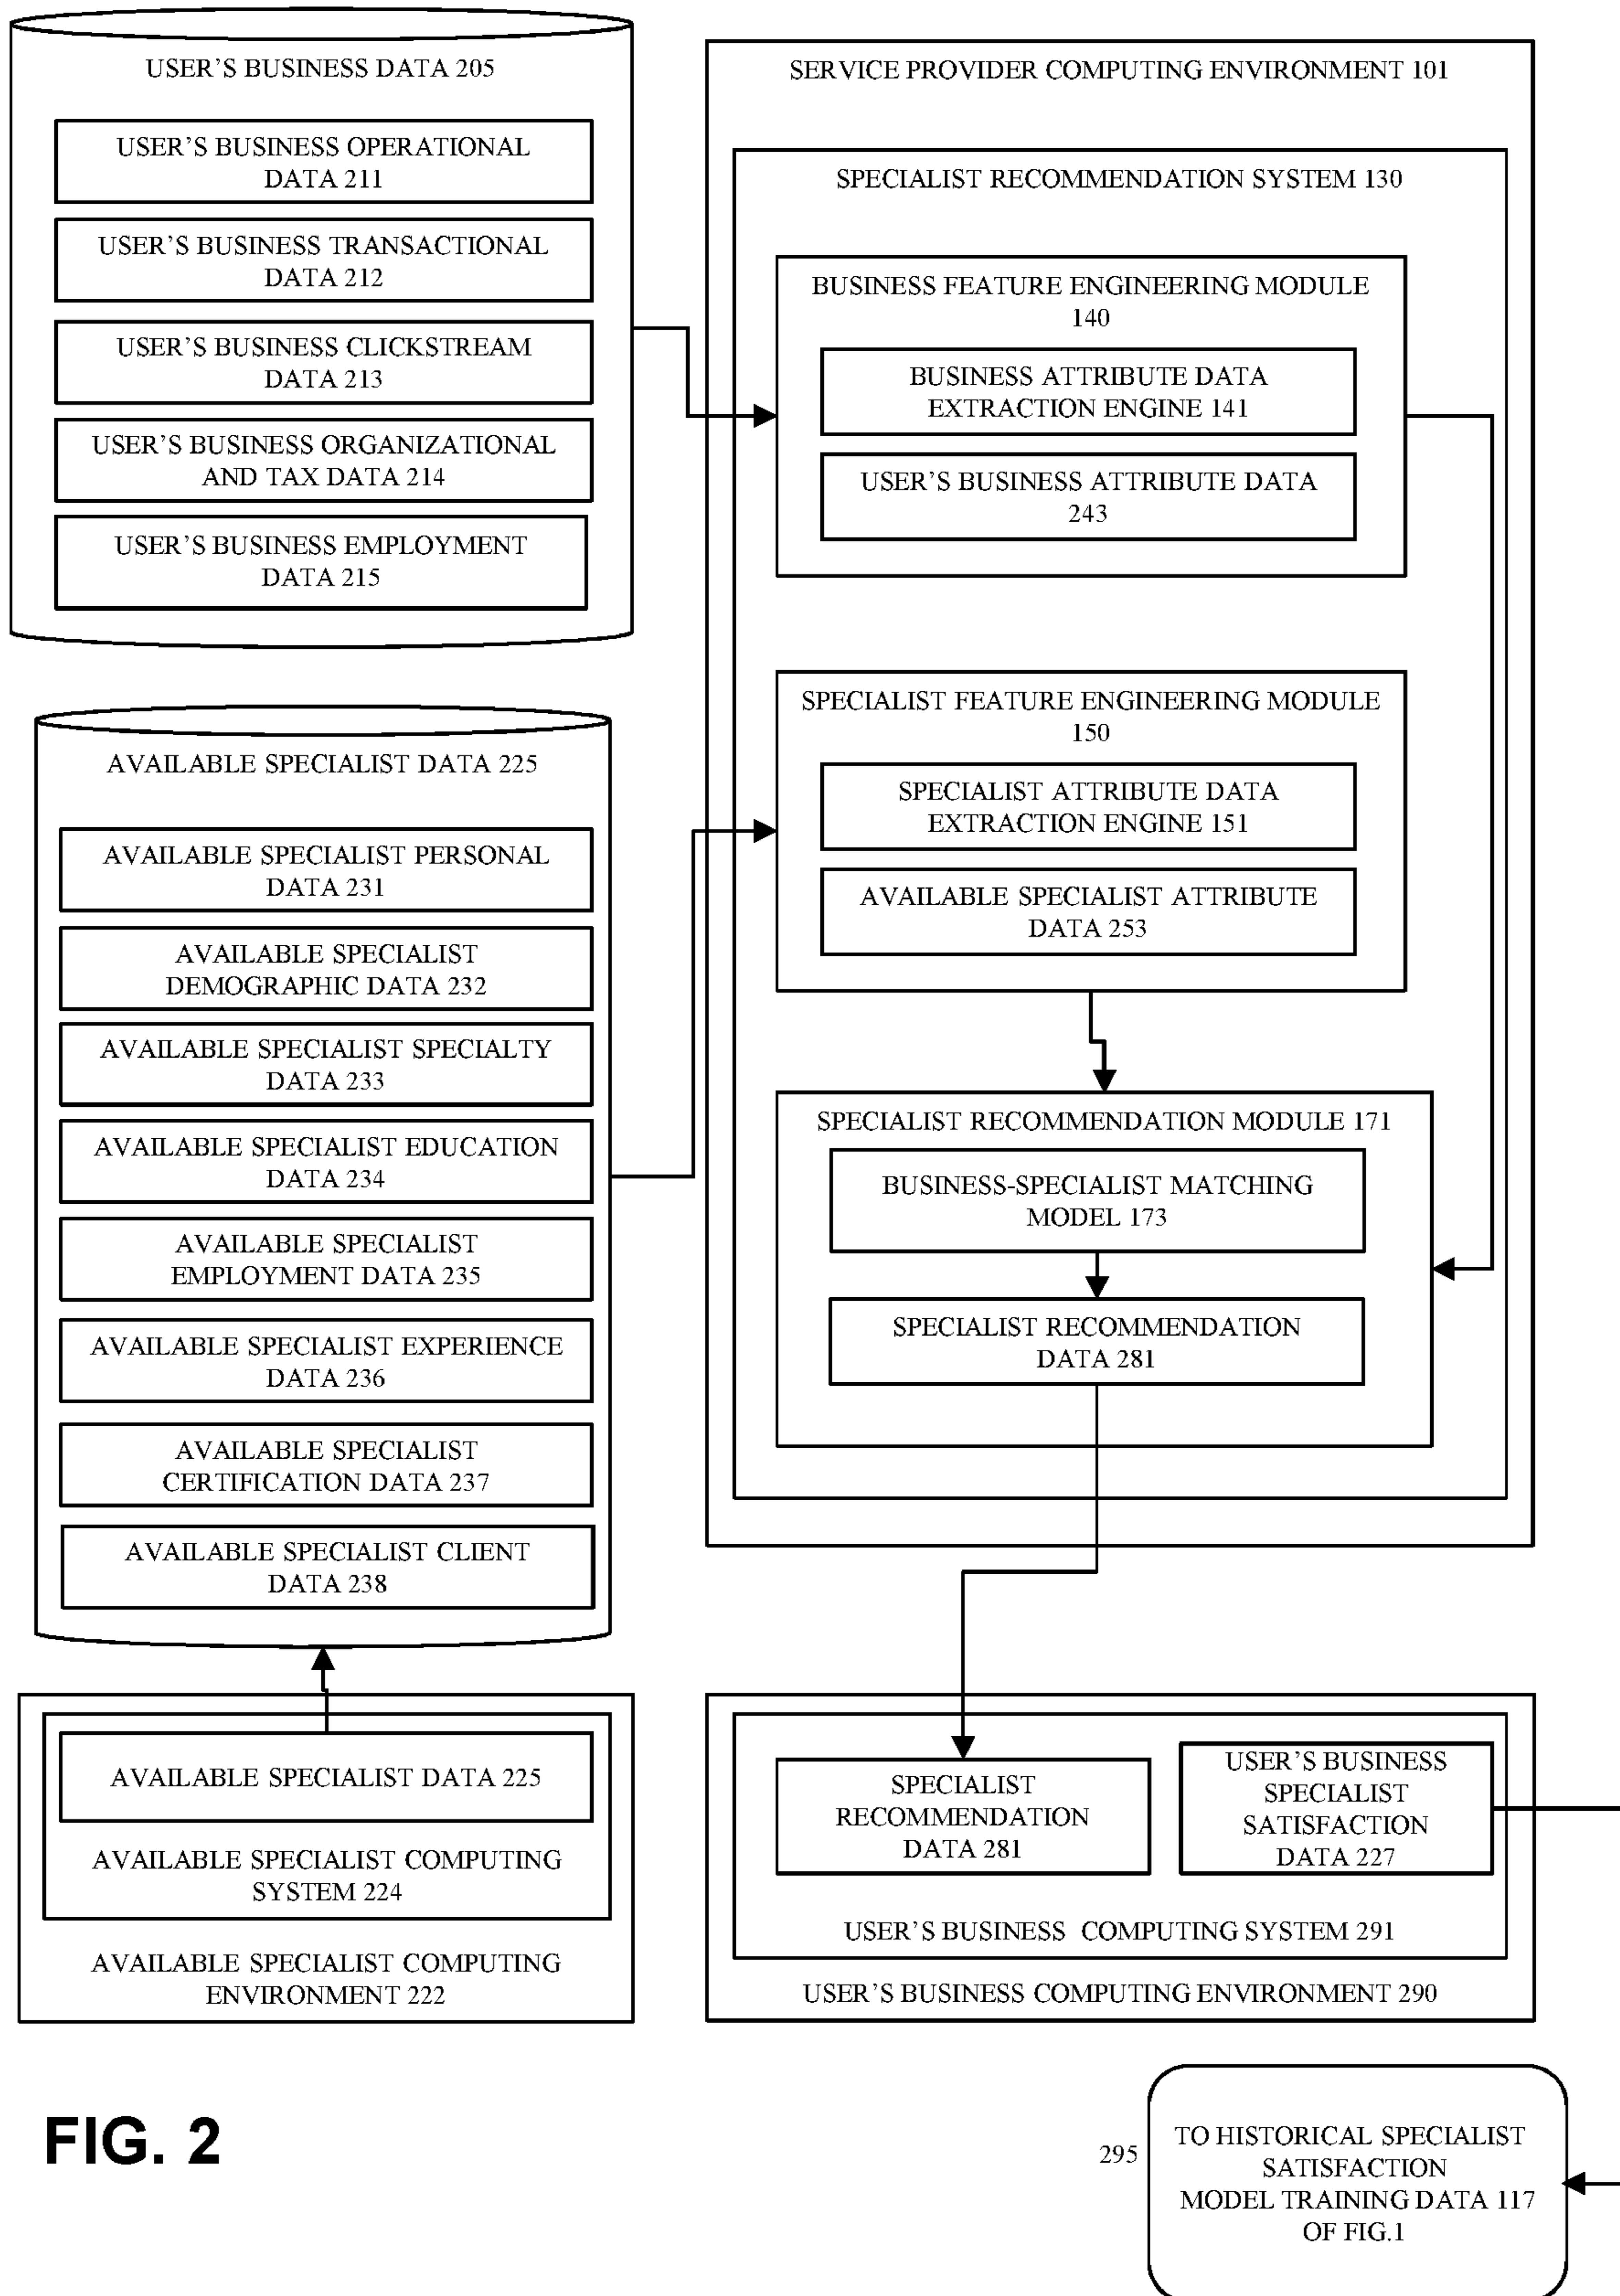 USER'S BUSINESS DATA 205
USER'S BUSINESS OPERATIONAL
DATA 211
USER'S BUSINESS TRANSACTIONAL
DATA 212
USER'S BUSINESS CLICKSTREAM
DATA 213
USER'S BUSINESS ORGANIZATIONAL
AND TAX DATA 214
USER'S BUSINESS EMPLOYMENT
DATA 215
AVAILABLE SPECIALIST DATA 225
AVAILABLE SPECIALIST PERSONAL
DATA 231
AVAILABLE SPECIALIST
DEMOGRAPHIC DATA 232
AVAILABLE SPECIALIST SPECIALTY
DATA 233
AVAILABLE SPECIALIST EDUCATION
DATA 234
AVAILABLE SPECIALIST
EMPLOYMENT DATA 235
AVAILABLE SPECIALIST EXPERIENCE
DATA 236
AVAILABLE SPECIALIST
CERTIFICATION DATA 237
AVAILABLE SPECIALIST CLIENT
DATA 238
AVAILABLE SPECIALIST DATA 225
AVAILABLE SPECIALIST COMPUTING
SYSTEM 224
AVAILABLE SPECIALIST COMPUTING
ENVIRONMENT 222
SERVICE PROVIDER COMPUTING ENVIRONMENT 101
SPECIALIST RECOMMENDATION SYSTEM 130
BUSINESS FEATURE ENGINEERING MODULE
140
BUSINESS ATTRIBUTE DATA
EXTRACTION ENGINE 141
USER'S BUSINESS ATTRIBUTE DATA
243
SPECIALIST FEATURE ENGINEERING MODULE
150
SPECIALIST ATTRIBUTE DATA
EXTRACTION ENGINE 151
AVAILABLE SPECIALIST ATTRIBUTE
DATA 253
SPECIALIST RECOMMENDATION MODULE 171
BUSINESS-SPECIALIST MATCHING
MODEL 173
SPECIALIST RECOMMENDATION
DATA 281
SPECIALIST
RECOMMENDATION
DATA 281
USER'S BUSINESS
SPECIALIST
SATISFACTION
DATA 227
USER'S BUSINESS COMPUTING SYSTEM 291
USER'S BUSINESS COMPUTING ENVIRONMENT 290
FIG. 2
295
TO HISTORICAL SPECIALIST
SATISFACTION
MODEL TRAINING DATA 117
OF FIG.1